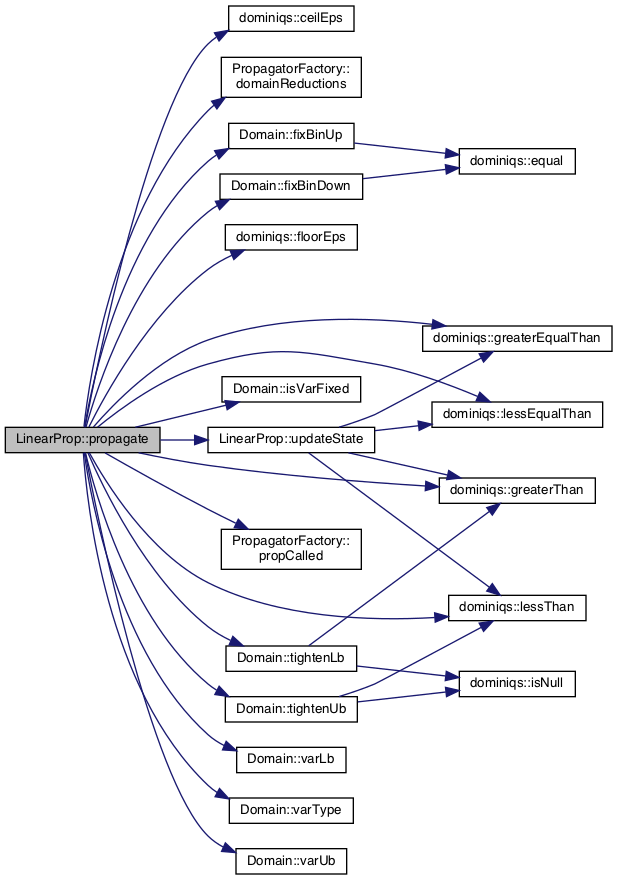 dominiqs::ceilEps
PropagatorFactory::
domainReductions
Domain::fixBinUp
dominiqs::equal
Domain::fixBinDown
dominiqs::floorEps
dominiqs::greaterEqualThan
Domain::isVarFixed
dominiqs::lessEqualThan
LinearProp::propagate
LinearProp::updateState
dominiqs::greaterThan
PropagatorFactory::
propCalled
dominiqs::lessThan
Domain::tightenLb
dominiqs::isNull
Domain::tightenUb
Domain::varLb
Domain::varType
Domain::varUb